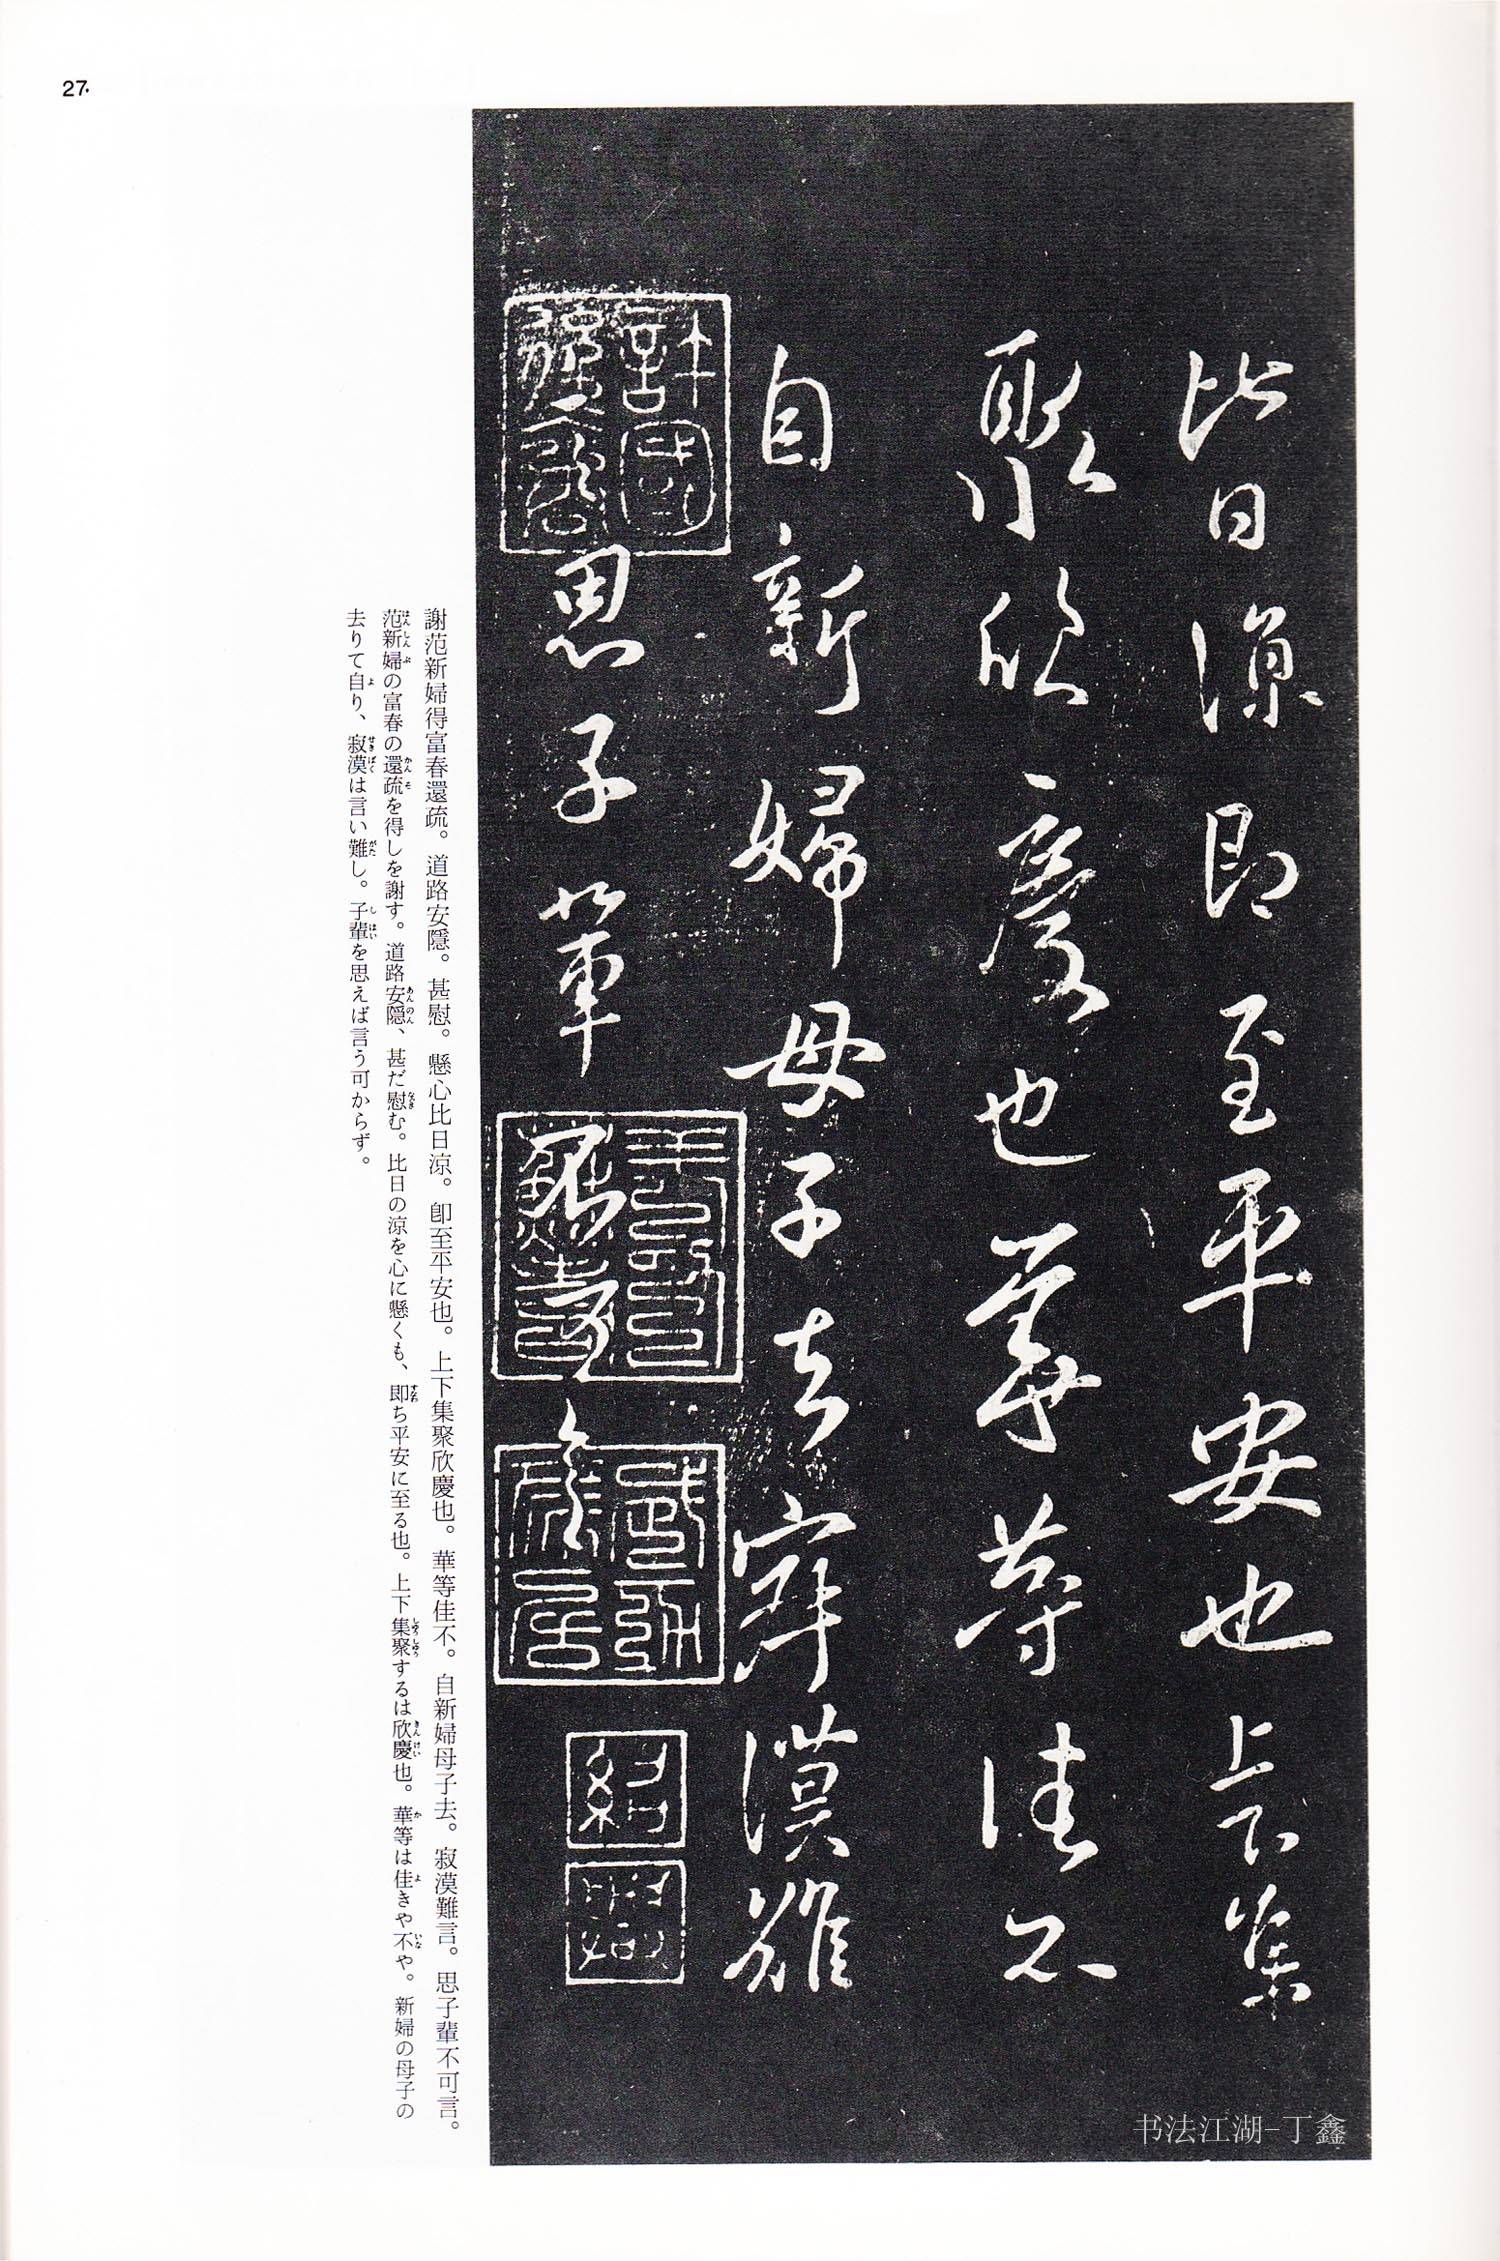 27
比日涼即至平安也上下集
聚欣慶也華等佳不
自新婦母子去寂漠難
思子輩
紹興
謝范新婦得富春還疏。道路安隱。甚慰。懸心比日涼。卽至平安也。上下集聚欣慶也。華等佳不。自新婦母子去。寂漠難言。思子輩不可言。
范新婦の富春の還疏を得しを謝す。道路安隠、甚だ慰む。比日の涼を心に懸くも、即ち平安に至る也。上下集聚するは欣慶也。華等は佳きや不や。新婦の母子の
去りて自り、寂漠は言い難し。子輩を思えば言う可からず。
书法江湖-丁鑫